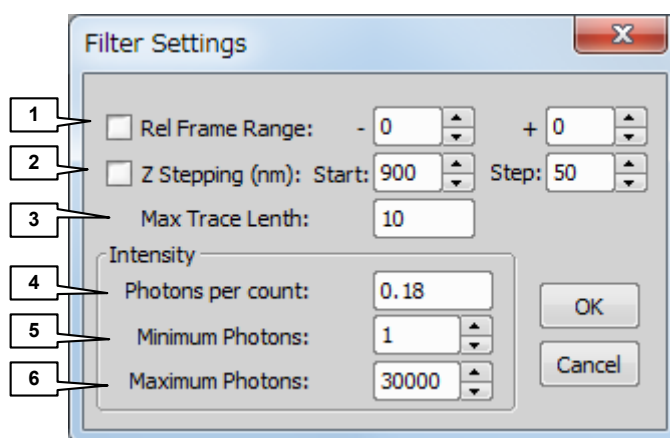 Filter Settings
1
Rel Frame Range: - 0 + 0
2
Z Stepping (nm): Start: 900 Step: 50
3
Max Trace Lenth: 10
Intensity
4
Photons per count: 0.18
OK
5
Minimum Photons: 1
Cancel
6
Maximum Photons: 30000